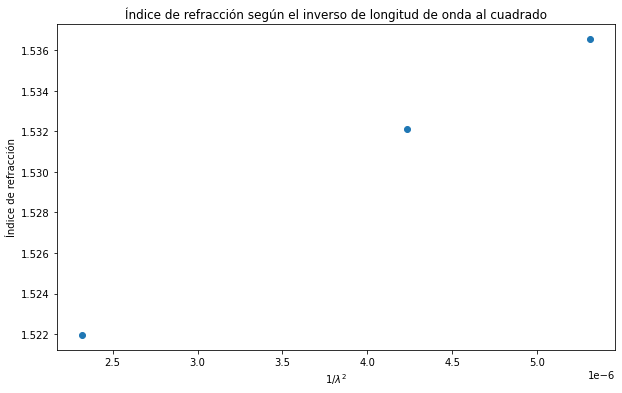 Índice de refracción según el inverso de longitud de onda al cuadrado
Índice de refracción
1.536
1.534
1.532
1.530
1.528
1.526
1.524
1.522
2.5 3.0 3.5 4.0 4.5 5.0
1e−6
1/λ²